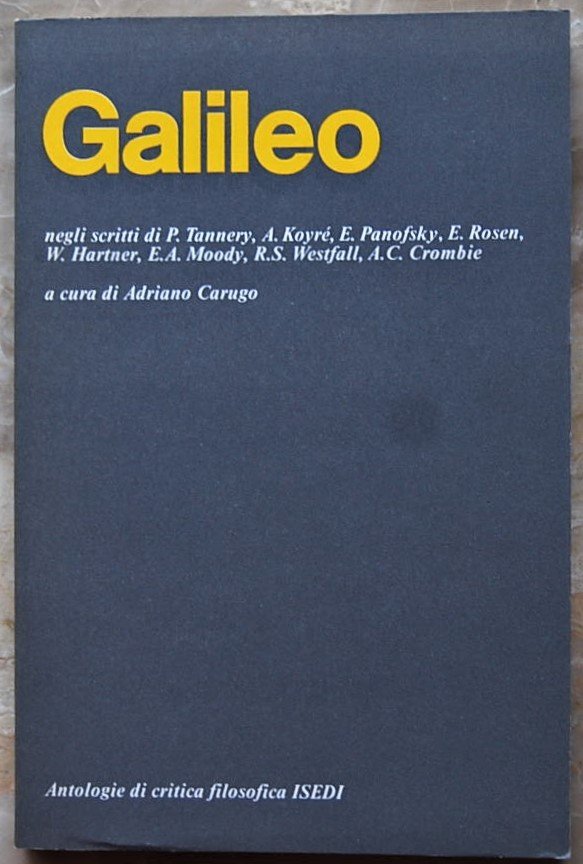 Galileo
negli scritti di P. Tannery, A. Koyré, E. Panofsky, E. Rosen,
W. Hartner, E.A. Moody, R.S. Westfall, A.C. Crombie
a cura di Adriano Carugo
Antologie di critica filosofica ISEDI